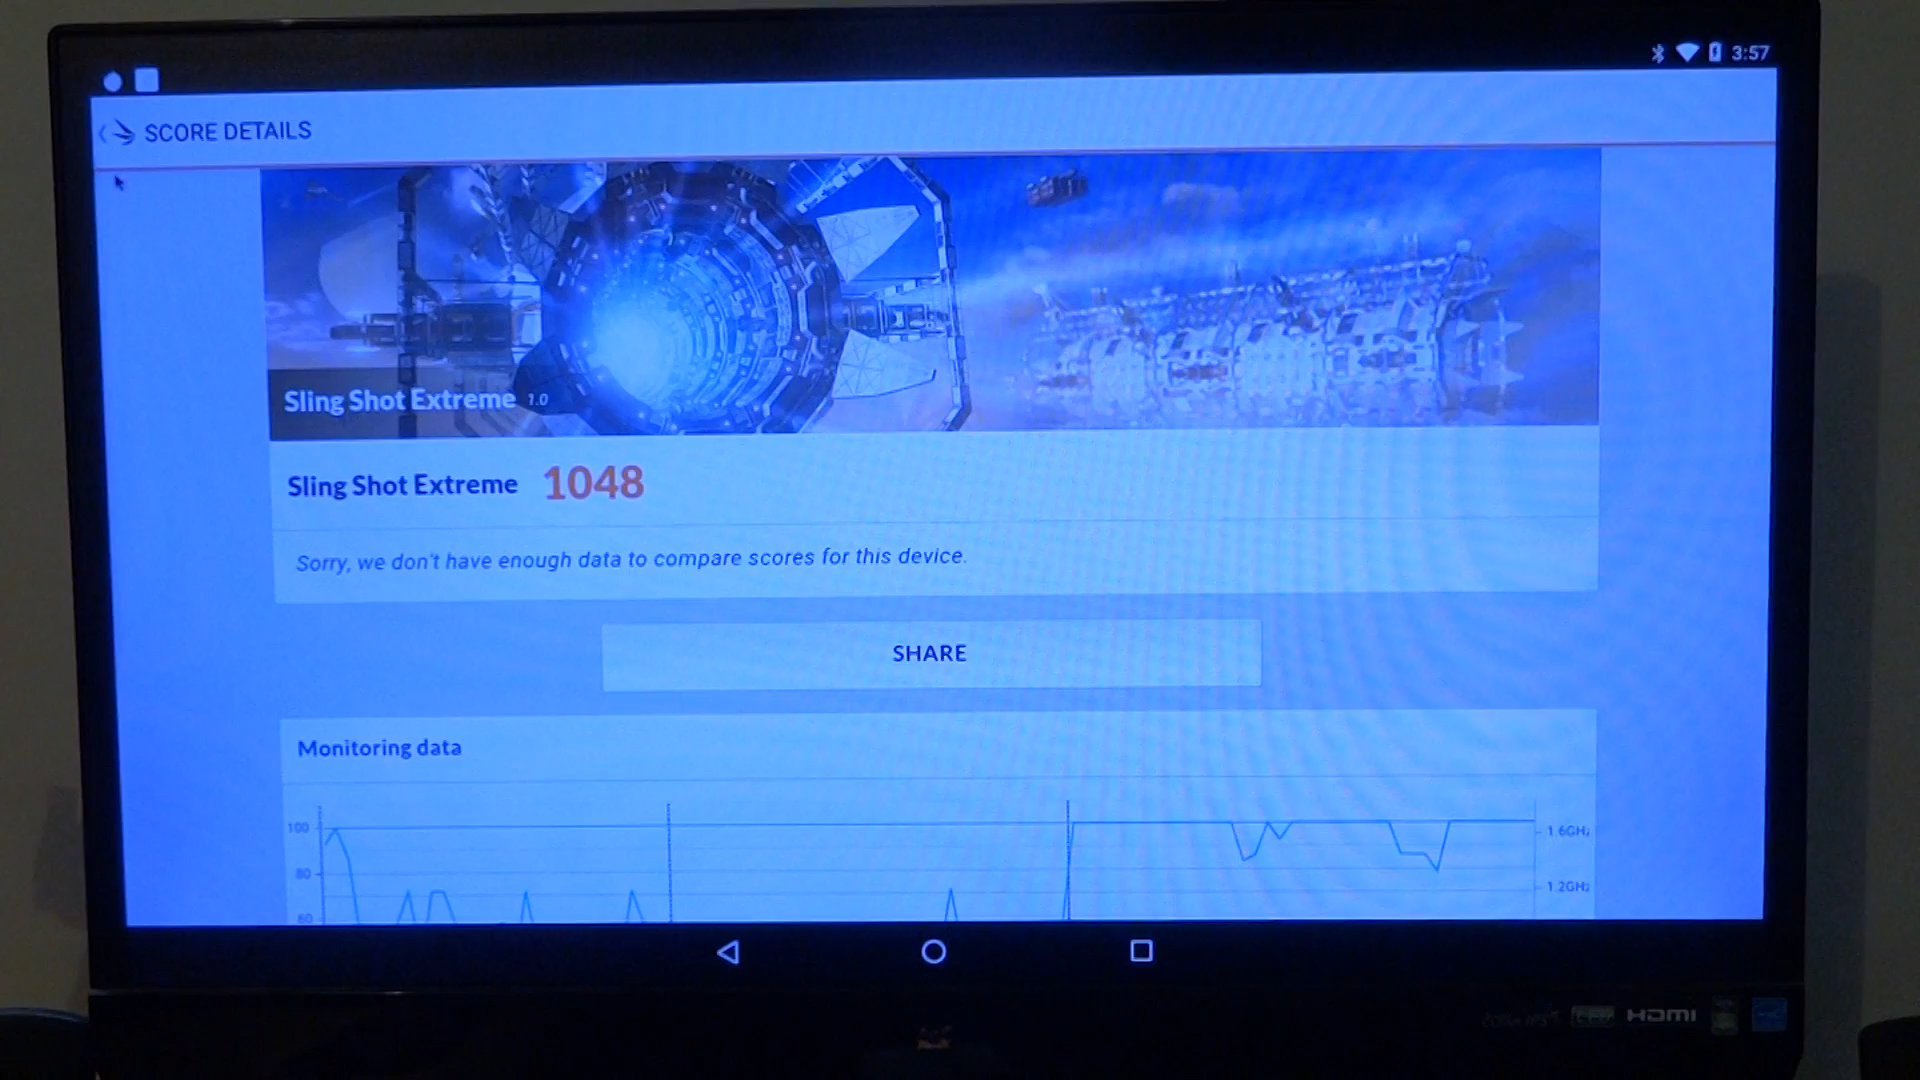 3:57
SCORE DETAILS
Sling Shot Extreme 1.0
Sling Shot Extreme 1048
Sorry, we don't have enough data to compare scores for this device.
SHARE
Monitoring data
100
1.6GHz
80
1.2GHz
60
HDMI